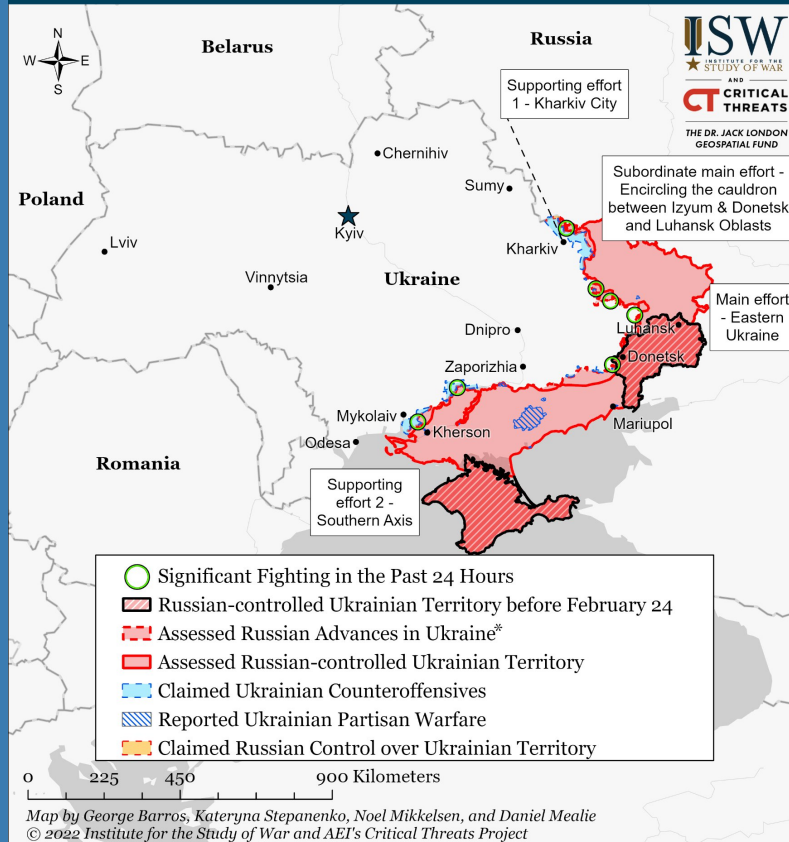 N
W E
S
Belarus
Russia
ISW
INSTITUTE FOR THE
STUDY OF WAR
AND
CT CRITICAL
THREATS
THE DR. JACK LONDON
GEOSPATIAL FUND
Supporting effort
1 - Kharkiv City
Chernihiv
Sumy
Subordinate main effort -
Encircling the cauldron
between Izyum & Donetsk
and Luhansk Oblasts
Poland
Kyiv
Lviv
Kharkiv
Vinnytsia
Ukraine
Main effort
- Eastern
Ukraine
Dnipro
Luhansk
Donetsk
Zaporizhia
Mykolaiv
Kherson
Mariupol
Odesa
Romania
Supporting
effort 2 -
Southern Axis
Significant Fighting in the Past 24 Hours
Russian-controlled Ukrainian Territory before February 24
Assessed Russian Advances in Ukraine*
Assessed Russian-controlled Ukrainian Territory
Claimed Ukrainian Counteroffensives
Reported Ukrainian Partisan Warfare
Claimed Russian Control over Ukrainian Territory
0 225 450 900 Kilometers
Map by George Barros, Kateryna Stepanenko, Noel Mikkelsen, and Daniel Mealie
© 2022 Institute for the Study of War and AEI's Critical Threats Project